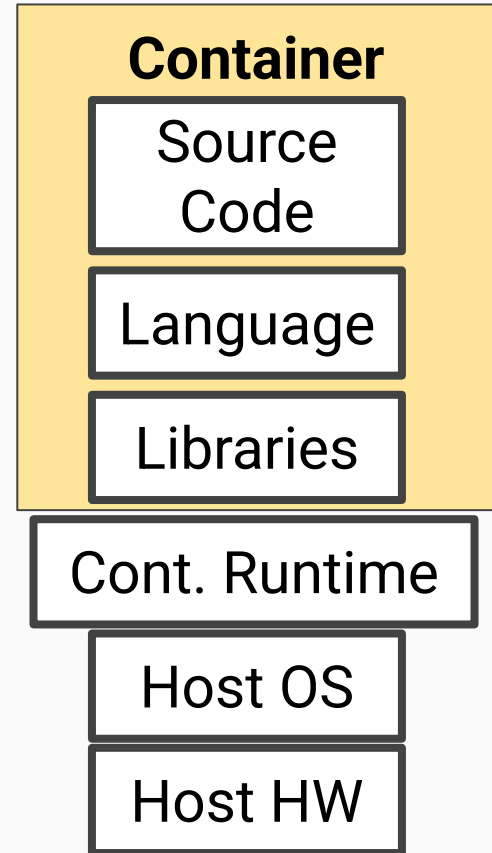 Container
Source
Code
Language
Libraries
Cont. Runtime
Host OS
Host HW